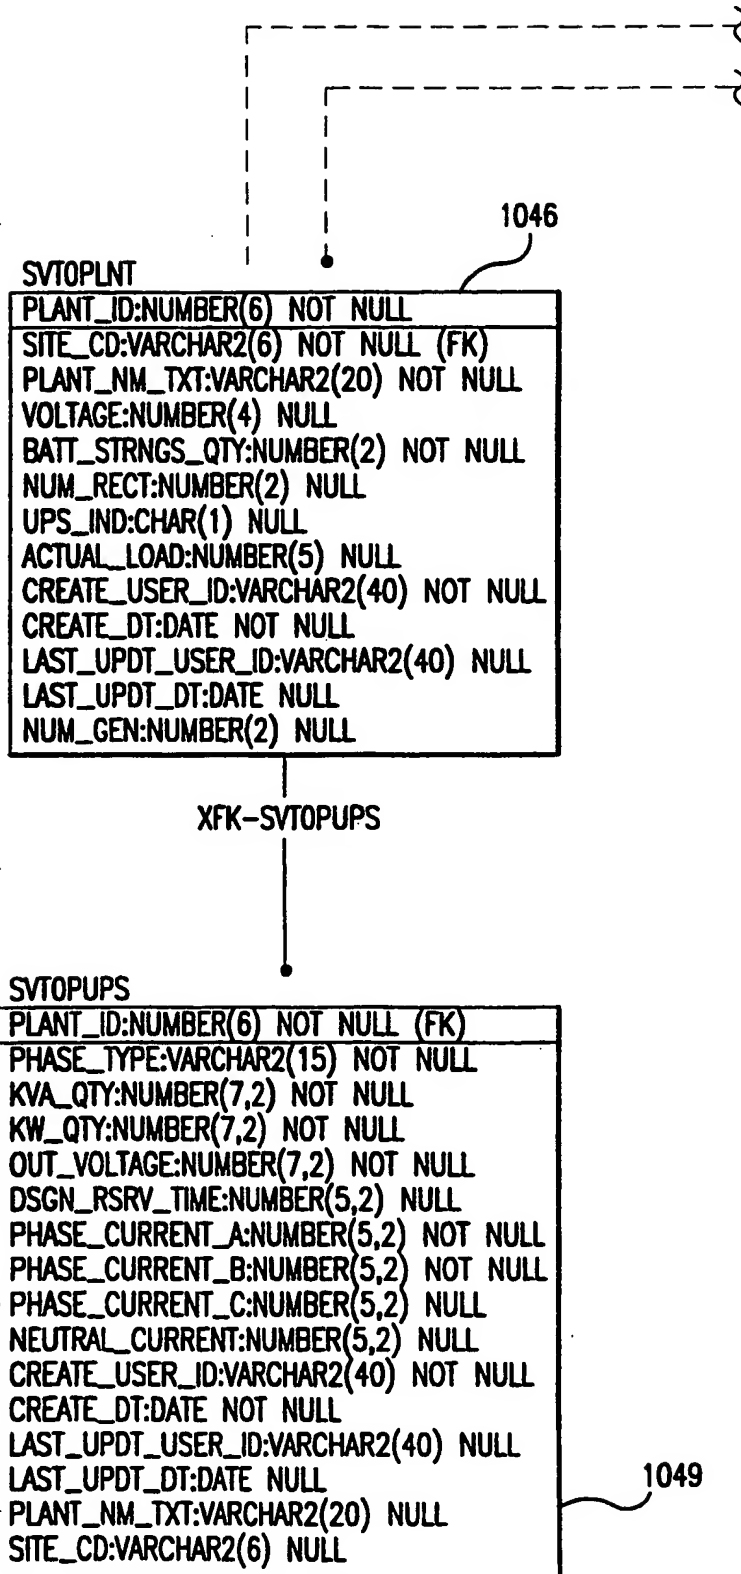 1046
SVTOPLNT
PLANT_ID:NUMBER(6) NOT NULL
SITE_CD:VARCHAR2(6) NOT NULL (FK)
PLANT_NM_TXT:VARCHAR2(20) NOT NULL
VOLTAGE:NUMBER(4) NULL
BATT_STRNGS_QTY:NUMBER(2) NOT NULL
NUM_RECT:NUMBER(2) NULL
UPS_IND:CHAR(1) NULL
ACTUAL_LOAD:NUMBER(5) NULL
CREATE_USER_ID:VARCHAR2(40) NOT NULL
CREATE_DT:DATE NOT NULL
LAST_UPDT_USER_ID:VARCHAR2(40) NULL
LAST_UPDT_DT:DATE NULL
NUM_GEN:NUMBER(2) NULL
XFK-SVTOPUPS
SVTOPUPS
PLANT_ID:NUMBER(6) NOT NULL (FK)
PHASE_TYPE:VARCHAR2(15) NOT NULL
KVA_QTY:NUMBER(7,2) NOT NULL
KW_QTY:NUMBER(7,2) NOT NULL
OUT_VOLTAGE:NUMBER(7,2) NOT NULL
DSGN_RSRV_TIME:NUMBER(5,2) NULL
PHASE_CURRENT_A:NUMBER(5,2) NOT NULL
PHASE_CURRENT_B:NUMBER(5,2) NOT NULL
PHASE_CURRENT_C:NUMBER(5,2) NULL
NEUTRAL_CURRENT:NUMBER(5,2) NULL
CREATE_USER_ID:VARCHAR2(40) NOT NULL
CREATE_DT:DATE NOT NULL
LAST_UPDT_USER_ID:VARCHAR2(40) NULL
LAST_UPDT_DT:DATE NULL
1049
PLANT_NM_TXT:VARCHAR2(20) NULL
SITE_CD:VARCHAR2(6) NULL